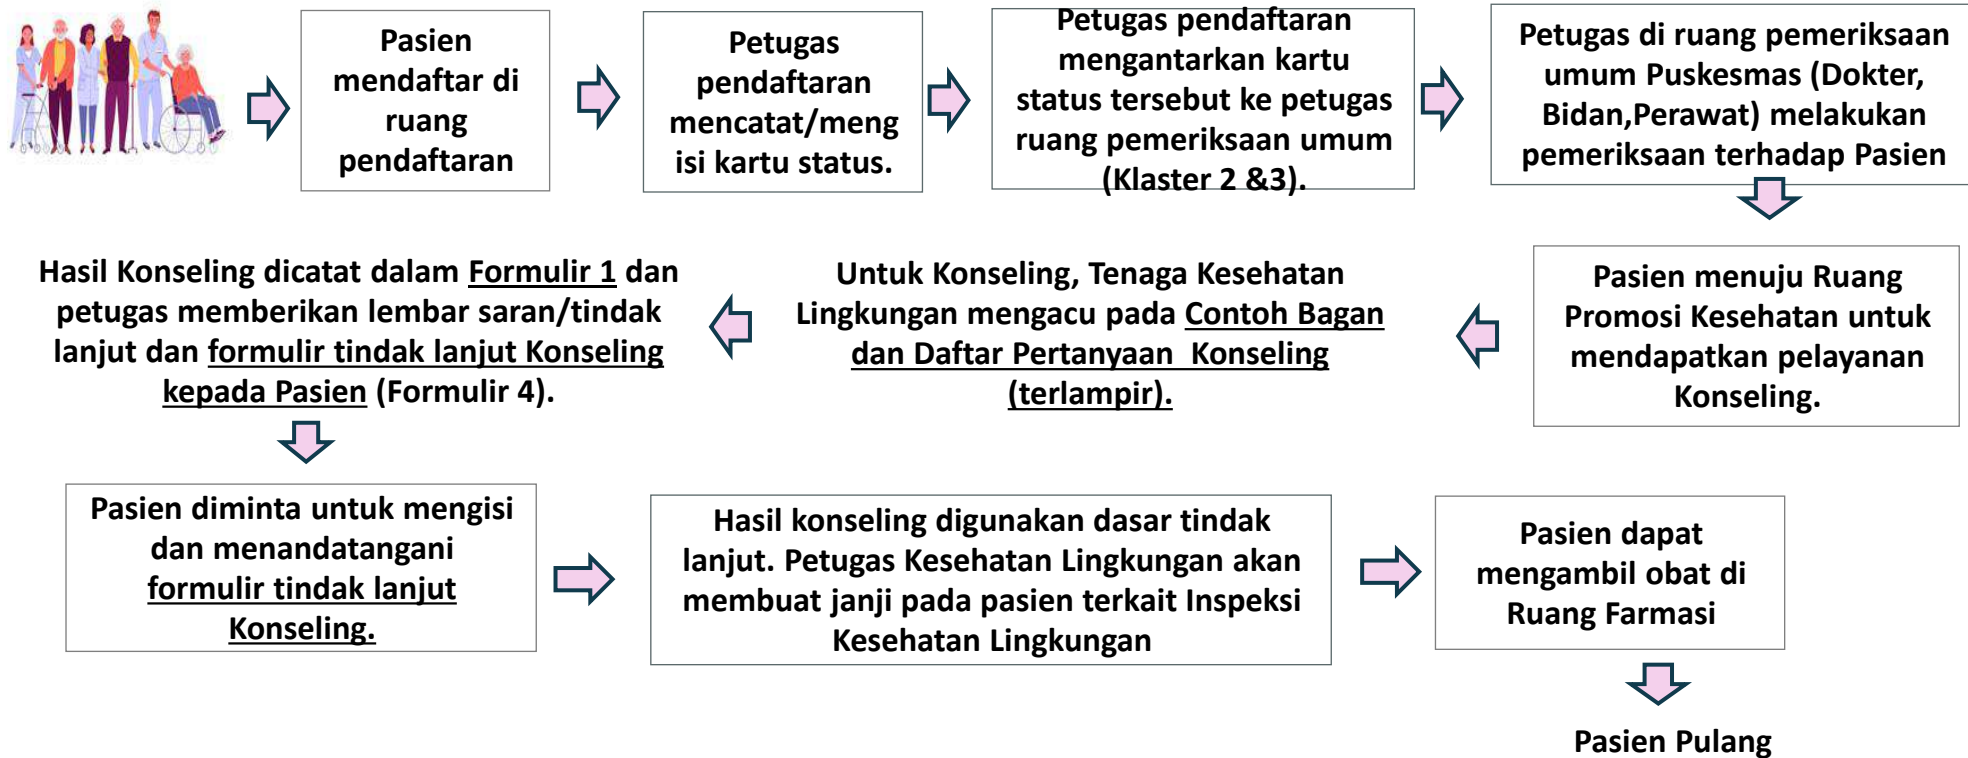 Pasien
mendaftar di
ruang
pendaftaran
Petugas
pendaftaran
mencatat/meng
isi kartu status.
Petugas pendaftaran
mengantarkan kartu
status tersebut ke petugas
ruang pemeriksaan umum
(Klaster 2 &3).
Petugas di ruang pemeriksaan
umum Puskesmas (Dokter,
Bidan,Perawat) melakukan
pemeriksaan terhadap Pasien
Pasien menuju Ruang
Promosi Kesehatan untuk
mendapatkan pelayanan
Konseling.
Untuk Konseling, Tenaga Kesehatan
Lingkungan mengacu pada Contoh Bagan
dan Daftar Pertanyaan  Konseling
(terlampir).
Hasil Konseling dicatat dalam Formulir 1 dan
petugas memberikan lembar saran/tindak
lanjut dan formulir tindak lanjut Konseling
kepada Pasien (Formulir 4).
Pasien diminta untuk mengisi
dan menandatangani
formulir tindak lanjut
Konseling.
Hasil konseling digunakan dasar tindak
lanjut. Petugas Kesehatan Lingkungan akan
membuat janji pada pasien terkait Inspeksi
Kesehatan Lingkungan
Pasien dapat
mengambil obat di
Ruang Farmasi
Pasien Pulang